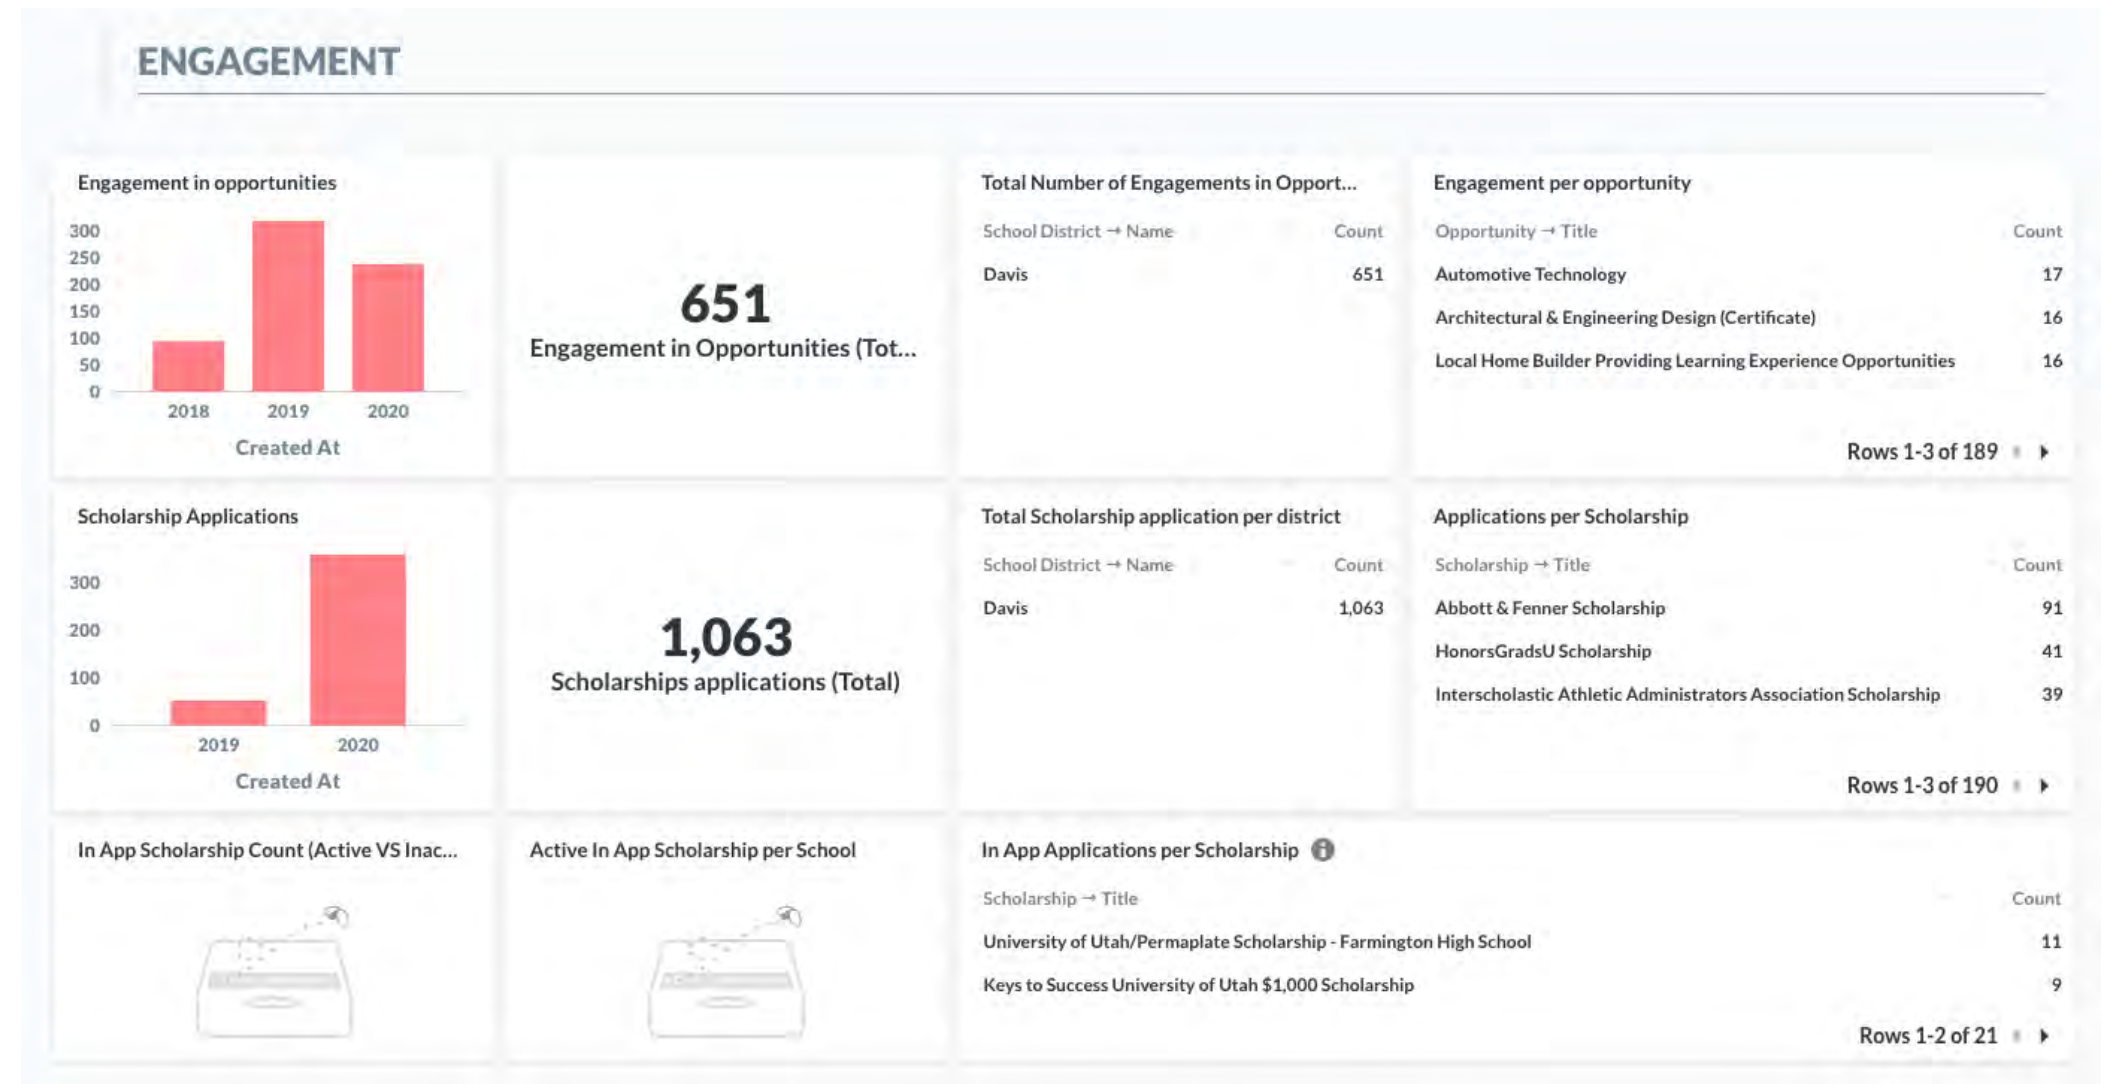 ENGAGEMENT
Engagement in opportunities
300
250
200
150
100
50
0
2018 2019 2020
Created At
651
Engagement in Opportunities (Tot...
Total Number of Engagements in Opport...
School District → Name Count
Davis 651
Engagement per opportunity
Opportunity → Title Count
Automotive Technology 17
Architectural & Engineering Design (Certificate) 16
Local Home Builder Providing Learning Experience Opportunities 16
Rows 1-3 of 189
Scholarship Applications
300
200
100
0
2019 2020
Created At
1,063
Scholarships applications (Total)
Total Scholarship application per district
School District → Name Count
Davis 1,063
Applications per Scholarship
Scholarship → Title Count
Abbott & Fenner Scholarship 91
HonorsGradsU Scholarship 41
Interscholastic Athletic Administrators Association Scholarship 39
Rows 1-3 of 190
In App Scholarship Count (Active VS Inac...
Active In App Scholarship per School
In App Applications per Scholarship
Scholarship → Title Count
University of Utah/Permaplate Scholarship - Farmington High School 11
Keys to Success University of Utah $1,000 Scholarship 9
Rows 1-2 of 21